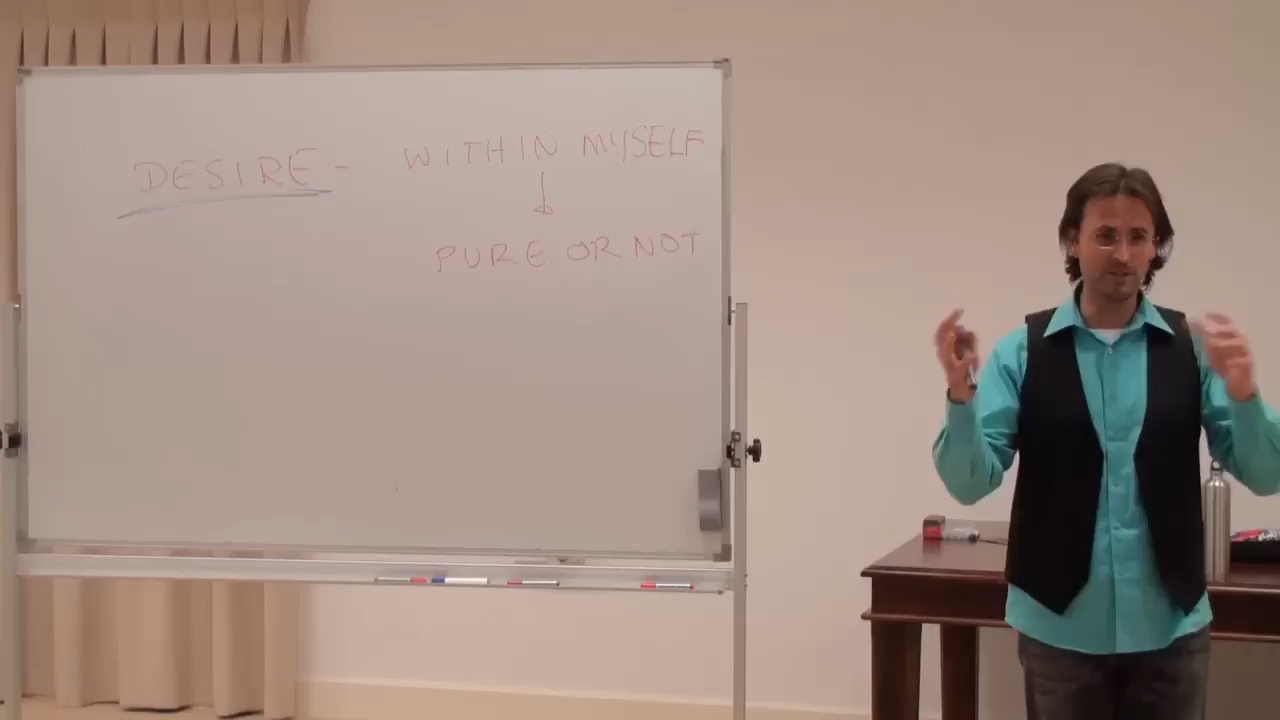 DESIRE - WITHIN MYSELF
↓
PURE OR NOT